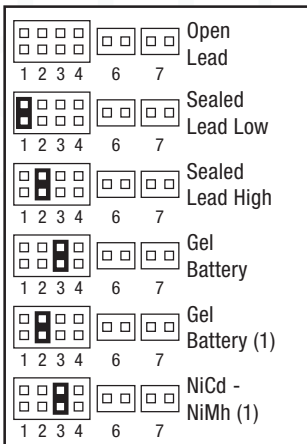 Open
Lead
1 2 3 4 6 7
Sealed
Lead Low
1 2 3 4 6 7
Sealed
Lead High
1 2 3 4 6 7
Gel
Battery
1 2 3 4 6 7
Gel
Battery (1)
1 2 3 4 6 7
NiCd -
NiMh (1)
1 2 3 4 6 7